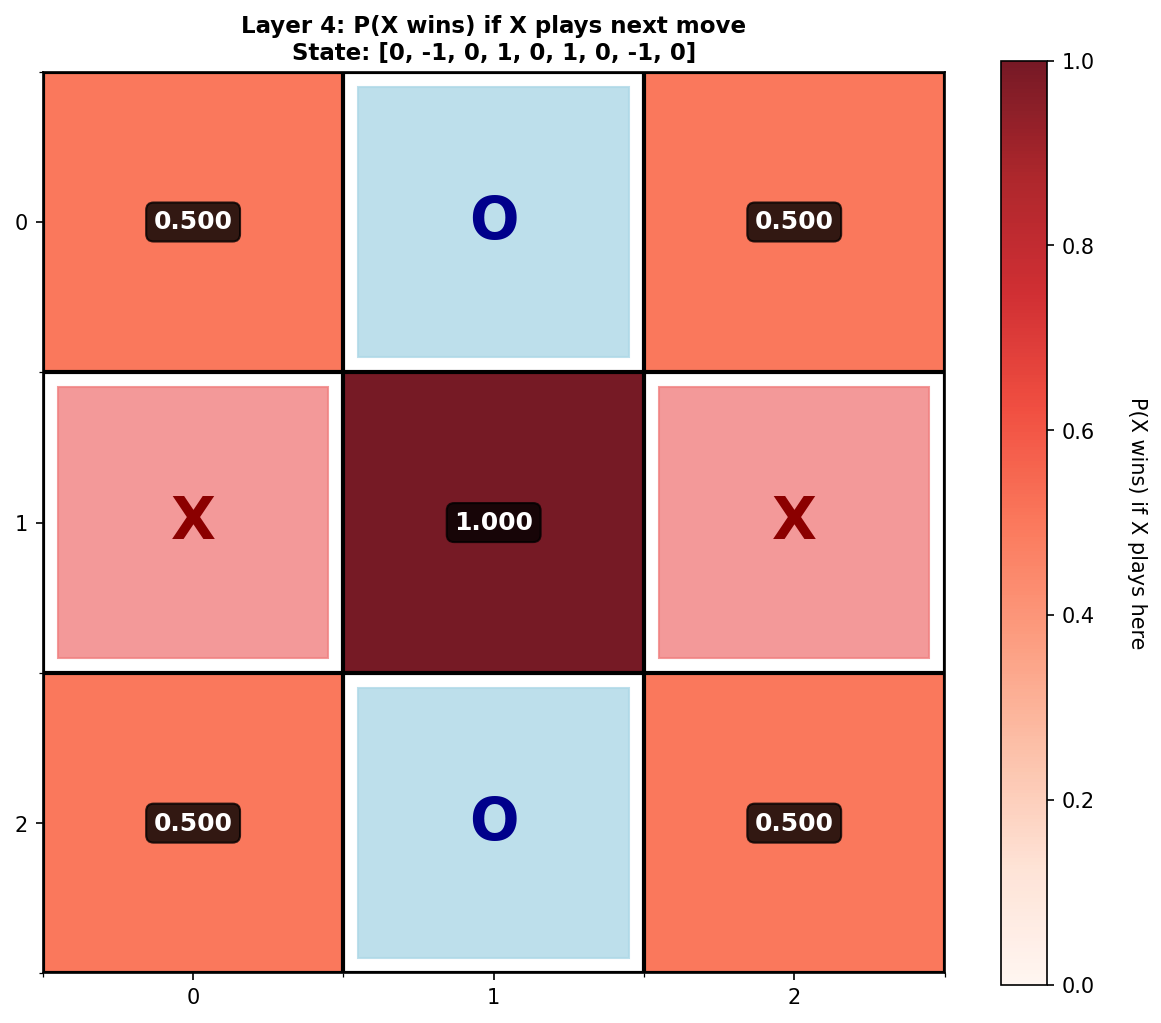 Layer 4: P(X wins) if X plays next move
State: [0, -1, 0, 1, 0, 1, 0, -1, 0]
0
0.500
O
0.500
1
X
1.000
X
2
0.500
O
0.500
0
1
2
1.0
0.8
0.6
0.4
0.2
0.0
P(X wins) if X plays here